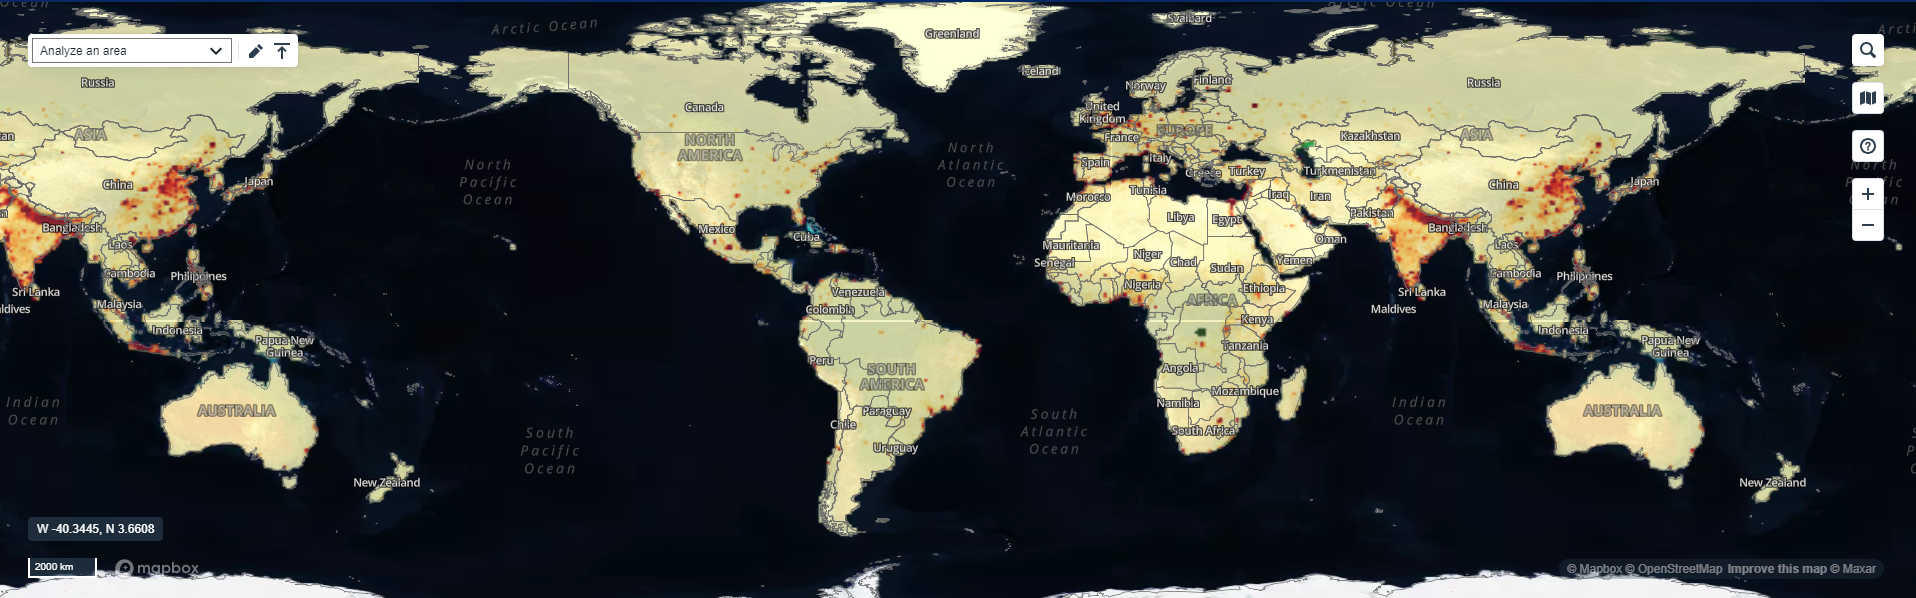 Arctic Ocean
Svalbard
Arctic Ocean
Greenland
Analyze an area
Iceland
Russia
Norway
Finland
Russia
Canada
United
Kingdom
ASIA
NORTH
AMERICA
EUROPE
France
Kazakhstan
ASIA
North
Pacific
Ocean
North
Atlantic
Ocean
Spain
Italy
Greece
Turkey
Turkmenistan
China
Japan
Morocco
Tunisia
Iraq
Iran
China
Japan
Libya
Egypt
Pakistan
Bangladesh
Mexico
Cuba
Bangladesh
Laos
Mauritania
Oman
Laos
Niger
Chad
Sudan
Yemen
Senegal
Cambodia
Philippines
Cambodia
Philippines
Sri Lanka
Venezuela
Nigeria
Ethiopia
Sri Lanka
Malaysia
Colombia
AFRICA
Maldives
Malaysia
Indonesia
Kenya
Indonesia
Papua New
Guinea
Tanzania
Papua New
Guinea
Peru
SOUTH
AMERICA
Angola
Mozambique
Indian
Ocean
AUSTRALIA
Paraguay
Namibia
Indian
Ocean
AUSTRALIA
South
Pacific
Ocean
Chile
Uruguay
South
Atlantic
Ocean
South Africa
New Zealand
New Zealand
W -40.3445, N 3.6608
2000 km
mapbox
© Mapbox © OpenStreetMap Improve this map © Maxar